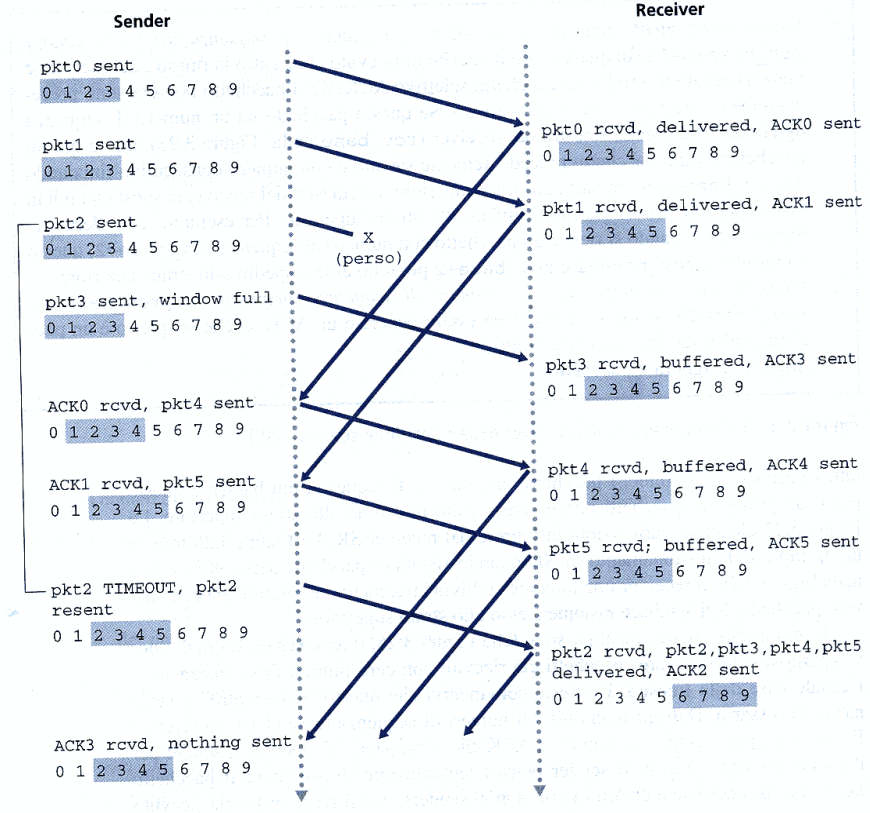 Sender
Receiver
pkt0 sent
0 1 2 3 4 5 6 7 8 9
pkt0 rcvd, delivered, ACK0 sent
0 1 2 3 4 5 6 7 8 9
pkt1 sent
0 1 2 3 4 5 6 7 8 9
pkt1 rcvd, delivered, ACK1 sent
0 1 2 3 4 5 6 7 8 9
pkt2 sent
0 1 2 3 4 5 6 7 8 9
X
(perso)
pkt3 sent, window full
0 1 2 3 4 5 6 7 8 9
pkt3 rcvd, buffered, ACK3 sent
0 1 2 3 4 5 6 7 8 9
ACK0 rcvd, pkt4 sent
0 1 2 3 4 5 6 7 8 9
pkt4 rcvd, buffered, ACK4 sent
0 1 2 3 4 5 6 7 8 9
ACK1 rcvd, pkt5 sent
0 1 2 3 4 5 6 7 8 9
pkt5 rcvd; buffered, ACK5 sent
0 1 2 3 4 5 6 7 8 9
pkt2 TIMEOUT, pkt2
resent
0 1 2 3 4 5 6 7 8 9
pkt2 rcvd, pkt2,pkt3,pkt4,pkt5
delivered, ACK2 sent
0 1 2 3 4 5 6 7 8 9
ACK3 rcvd, nothing sent
0 1 2 3 4 5 6 7 8 9